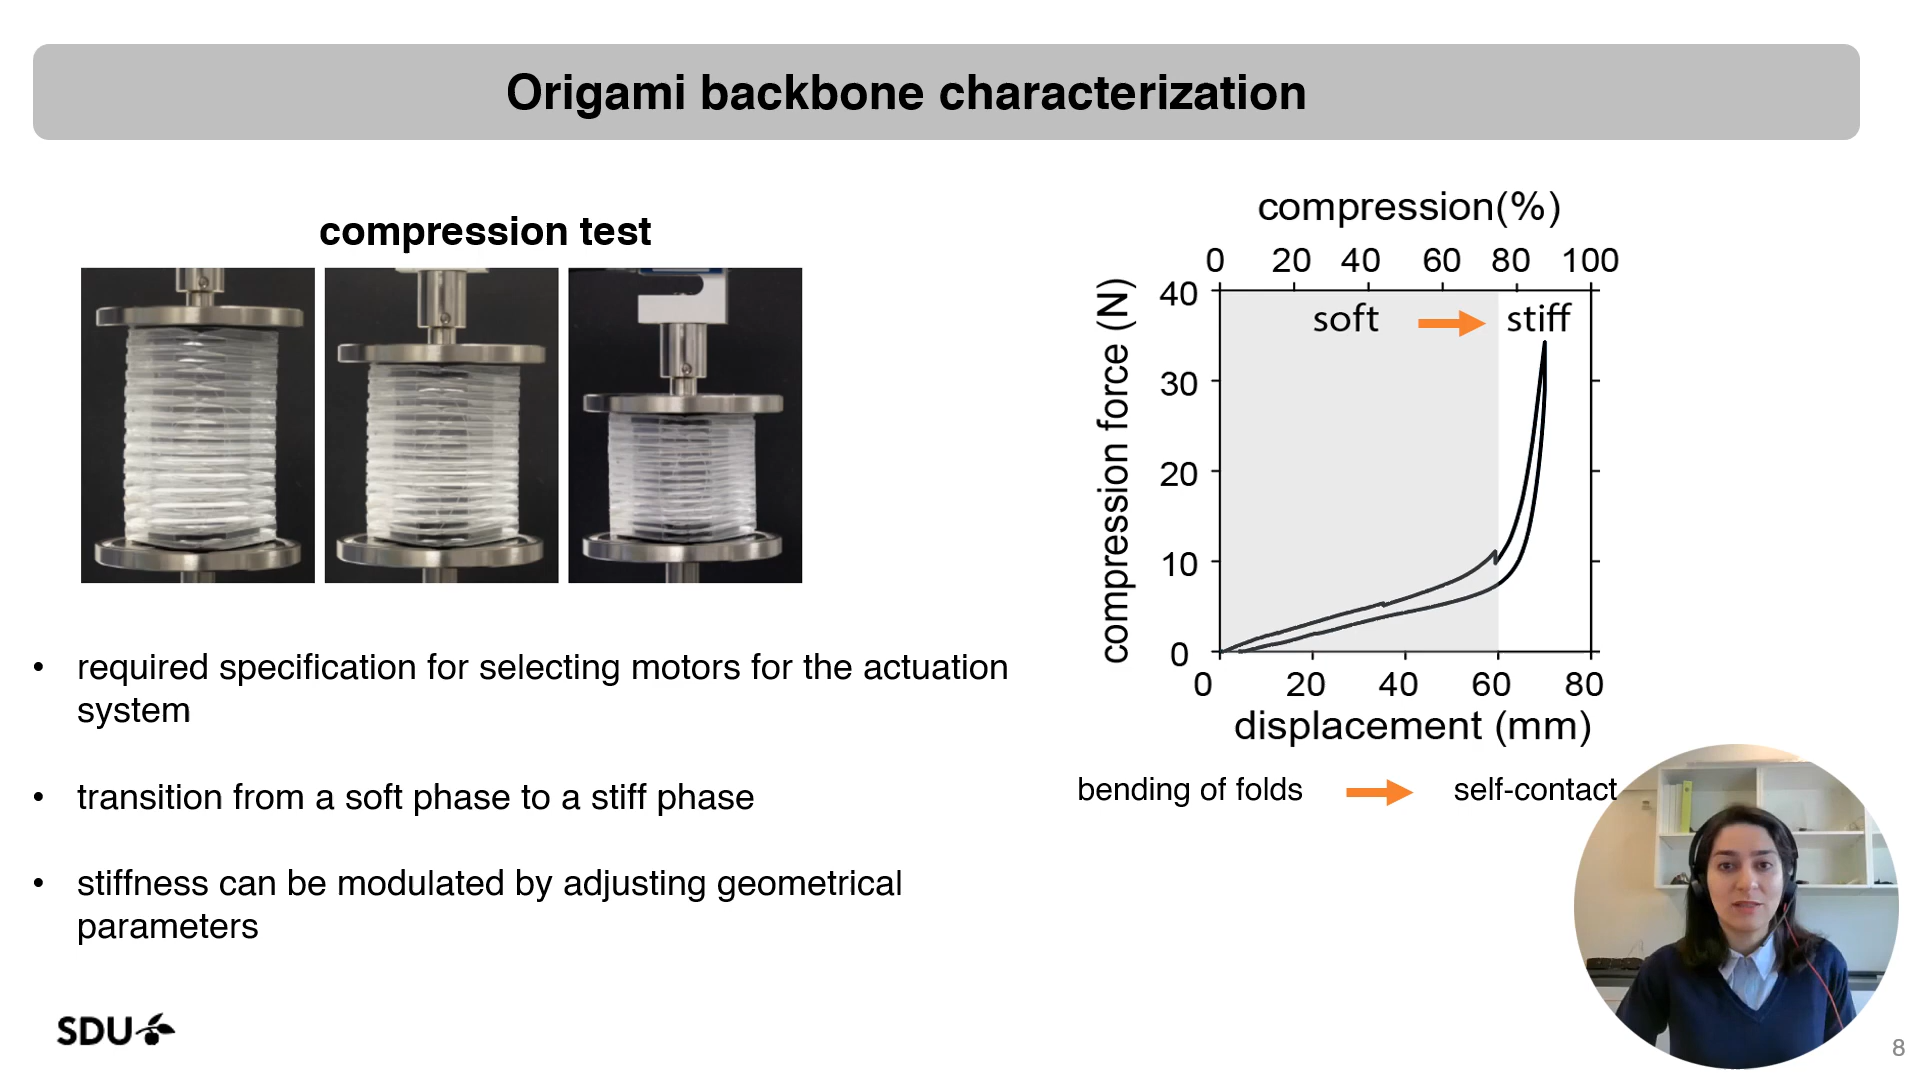 Origami backbone characterization
compression test
required specification for selecting motors for the actuation
system
transition from a soft phase to a stiff phase
stiffness can be modulated by adjusting geometrical
parameters
compression(%)
0 20 40 60 80 100
compression force (N)
40
30
20
10
0
soft stiff
0 20 40 60 80
displacement (mm)
bending of folds self-contact
SDU
8